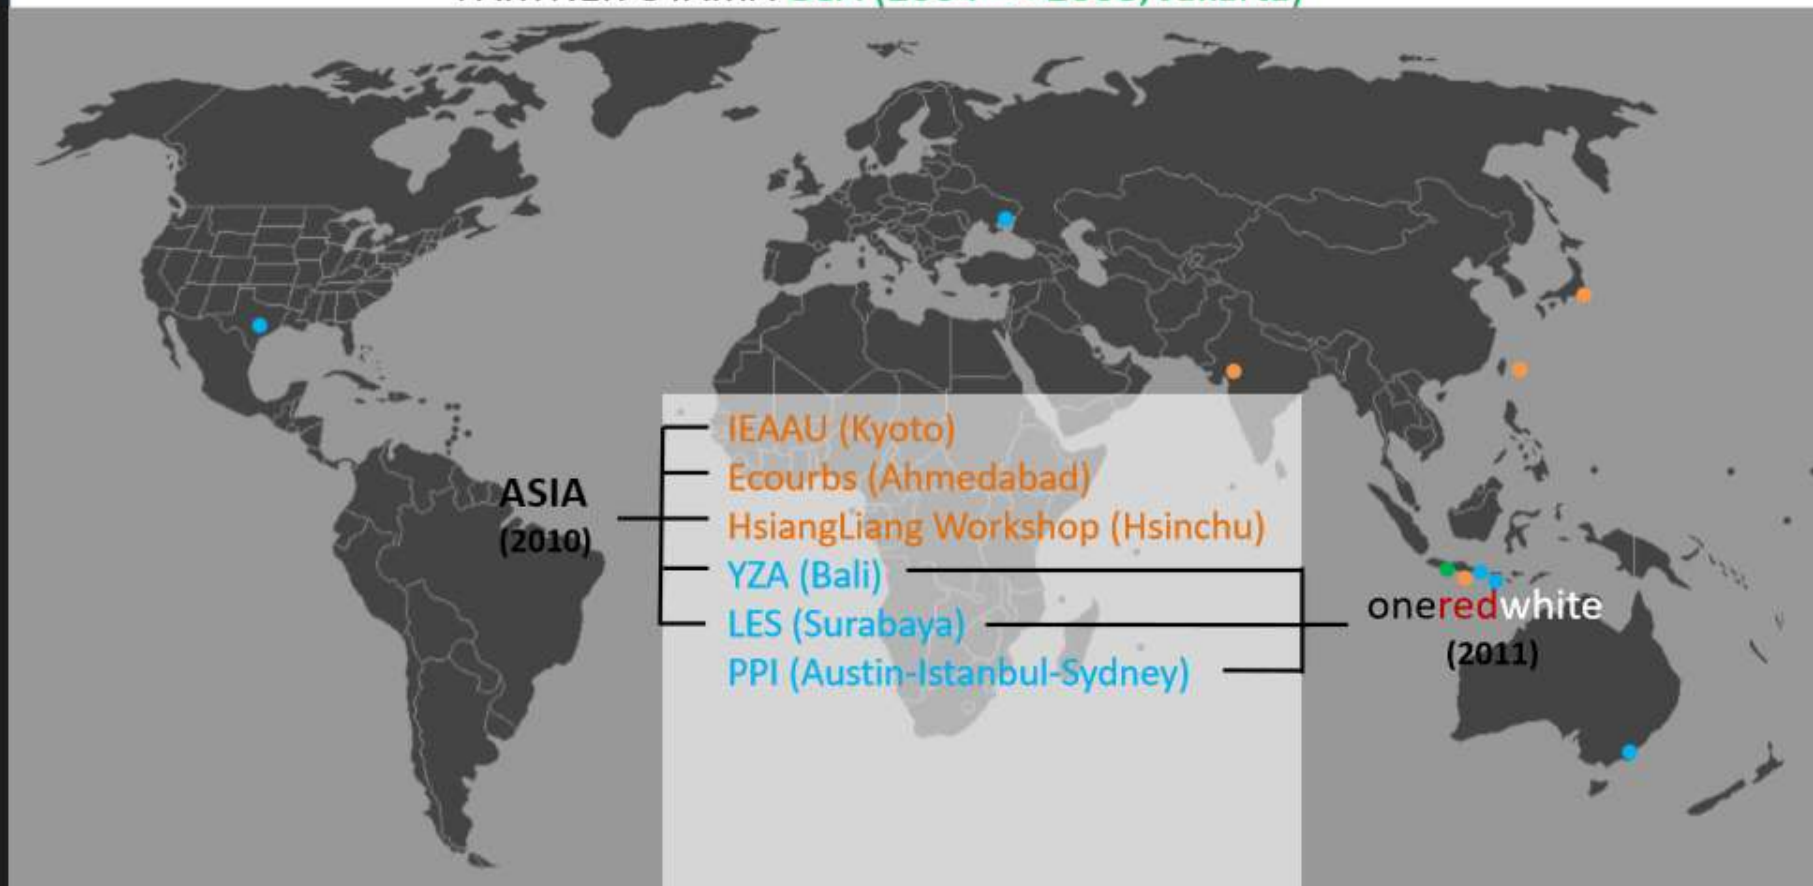 ASIA
(2010)
IEAAU (Kyoto)
Ecourbs (Ahmedabad)
HsiangLiang Workshop (Hsinchu)
YZA (Bali)
LES (Surabaya)
PPI (Austin-Istanbul-Sydney)
oneredwhite
(2011)